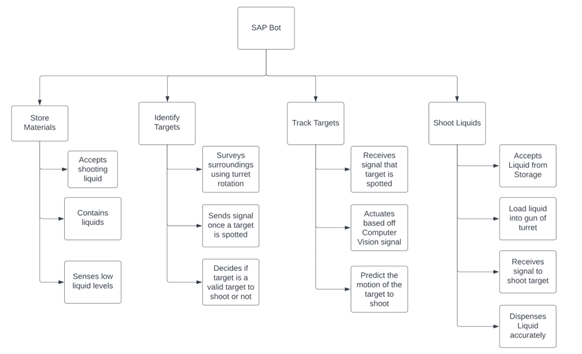 SAP Bot
Store
Materials
Identify
Targets
Track Targets
Shoot Liquids
Accepts
shooting
liquid
Contains
liquids
Senses low
liquid levels
Surveys
surroundings
using turret
rotation
Sends signal
once a target
is spotted
Decides if
target is a
valid target to
shoot or not
Receives
signal that
target is
spotted
Actuates
based off
Computer
Vision signal
Predict the
motion of the
target to
shoot
Accepts
Liquid from
Storage
Load liquid
into gun of
turret
Receives
signal to
shoot target
Dispenses
Liquid
accurately